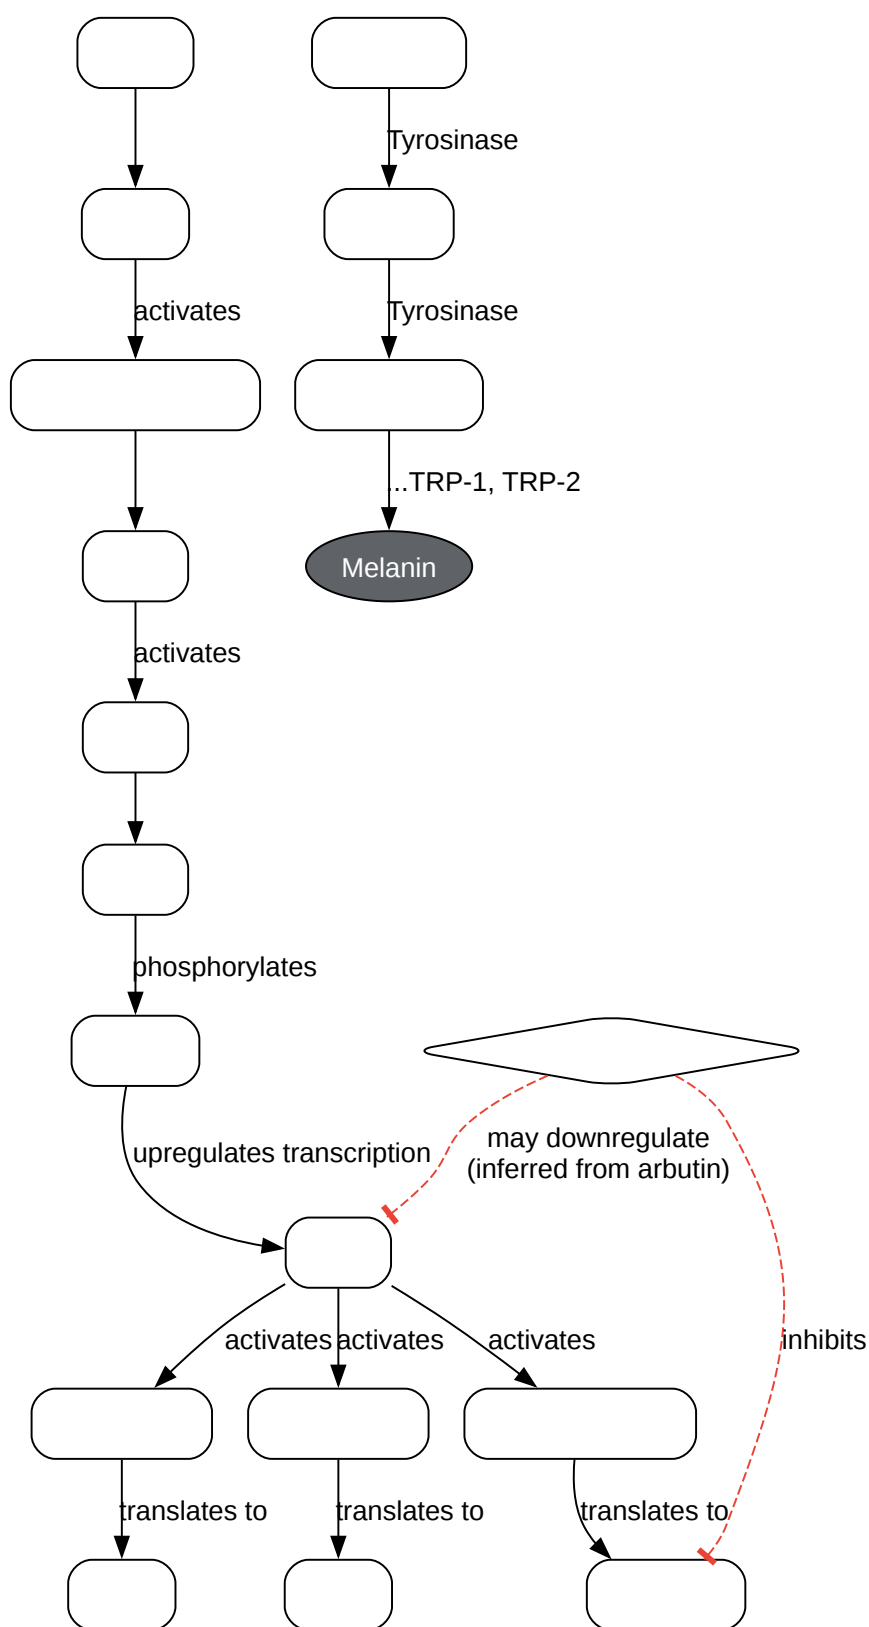 Tyrosinase
activates
Tyrosinase
...TRP-1, TRP-2
Melanin
activates
phosphorylates
upregulates transcription
may downregulate
(inferred from arbutin)
activates
activates
activates
inhibits
translates to
translates to
translates to